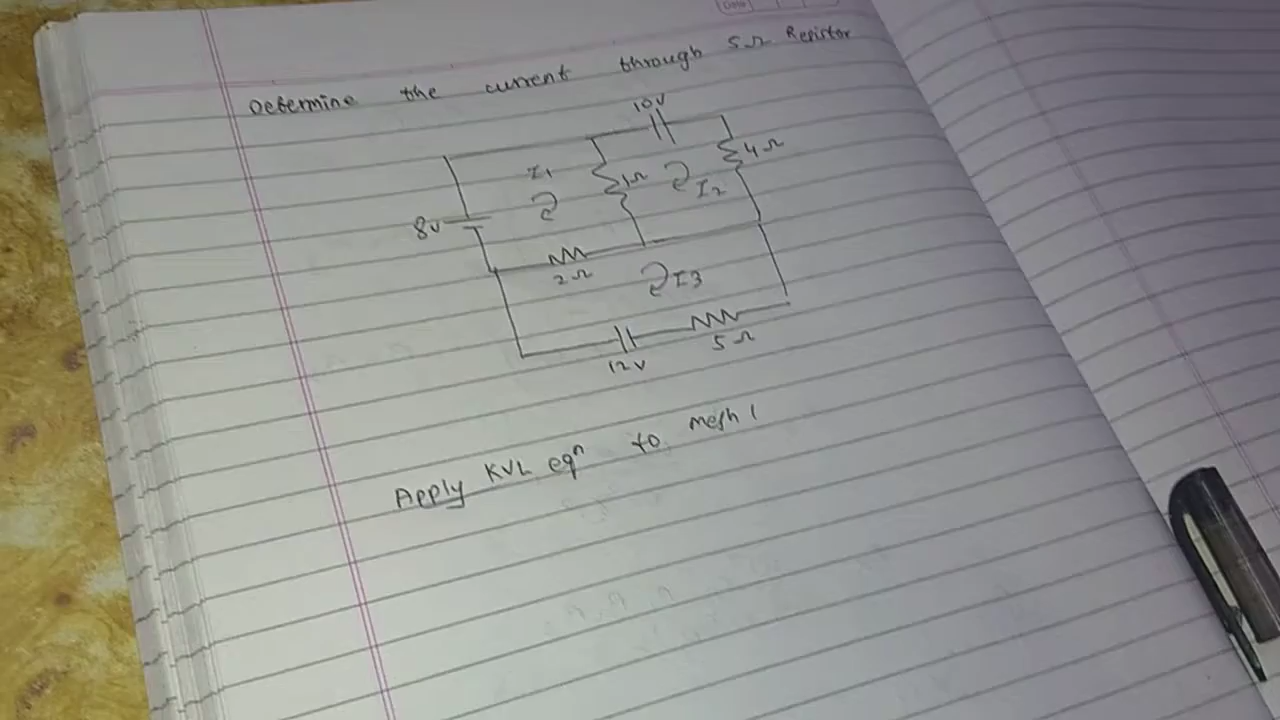 Determine the current through 5Ω Resistor
10V
I1
1Ω
4Ω
I2
8v
2Ω
I3
5Ω
12V
Apply KVL eqn to mesh 1